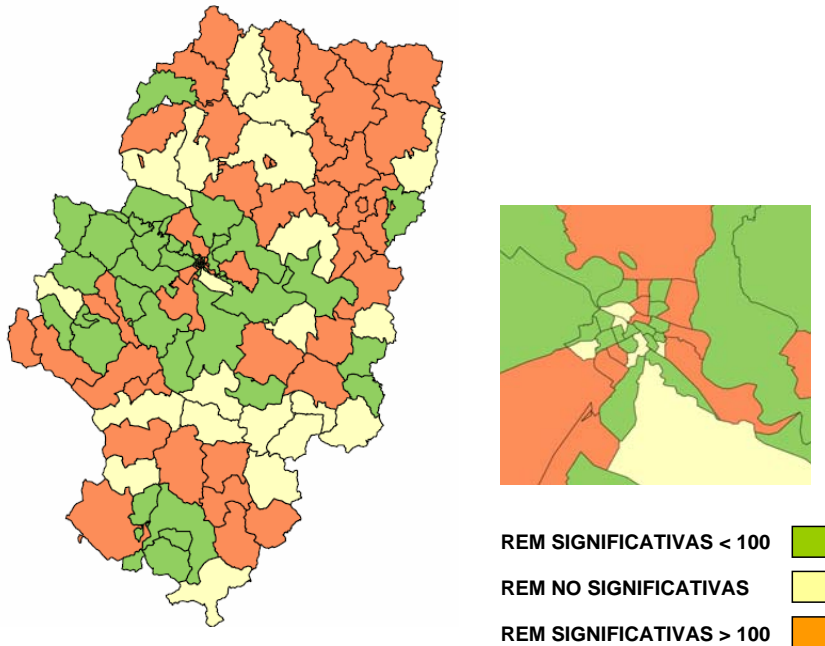 REM SIGNIFICATIVAS < 100
REM NO SIGNIFICATIVAS
REM SIGNIFICATIVAS > 100